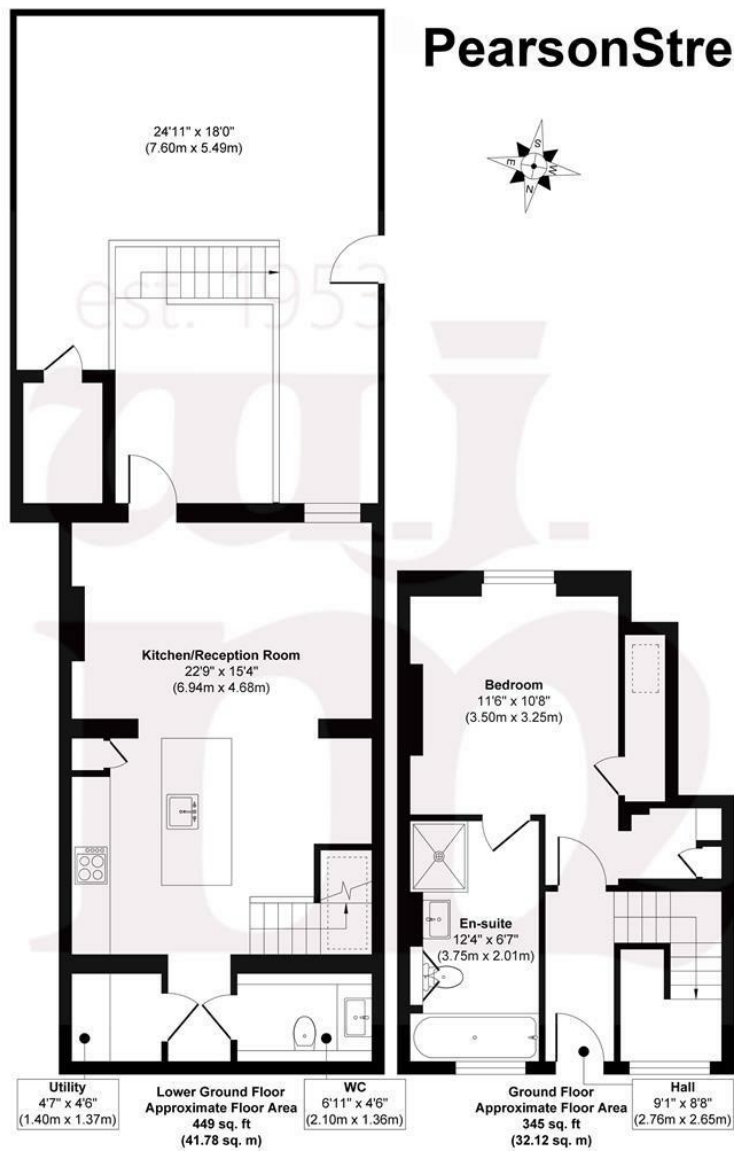 PearsonStre
24'11" x 18'0"
(7.60m x 5.49m)
S
E
W
N
est. 1953
m.j.
m
Kitchen/Reception Room
22'9" x 15'4"
(6.94m x 4.68m)
Bedroom
11'6" x 10'8"
(3.50m x 3.25m)
En-suite
12'4" x 6'7"
(3.75m x 2.01m)
Utility
4'7" x 4'6"
(1.40m x 1.37m)
Lower Ground Floor
Approximate Floor Area
449 sq. ft
(41.78 sq. m)
WC
6'11" x 4'6"
(2.10m x 1.36m)
Ground Floor
Approximate Floor Area
345 sq. ft
(32.12 sq. m)
Hall
9'1" x 8'8"
(2.76m x 2.65m)